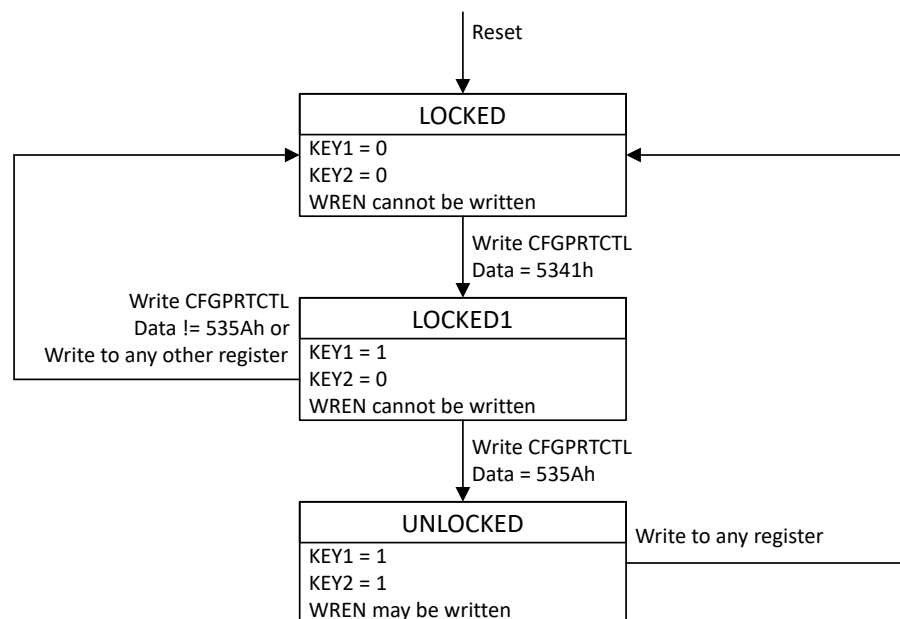 Reset
LOCKED
KEY1 = 0
KEY2 = 0
WREN cannot be written
Write CFGPRTCTL
Data = 5341h
Write CFGPRTCTL
Data != 535Ah or
Write to any other register
LOCKED1
KEY1 = 1
KEY2 = 0
WREN cannot be written
Write CFGPRTCTL
Data = 535Ah
UNLOCKED
Write to any register
KEY1 = 1
KEY2 = 1
WREN may be written